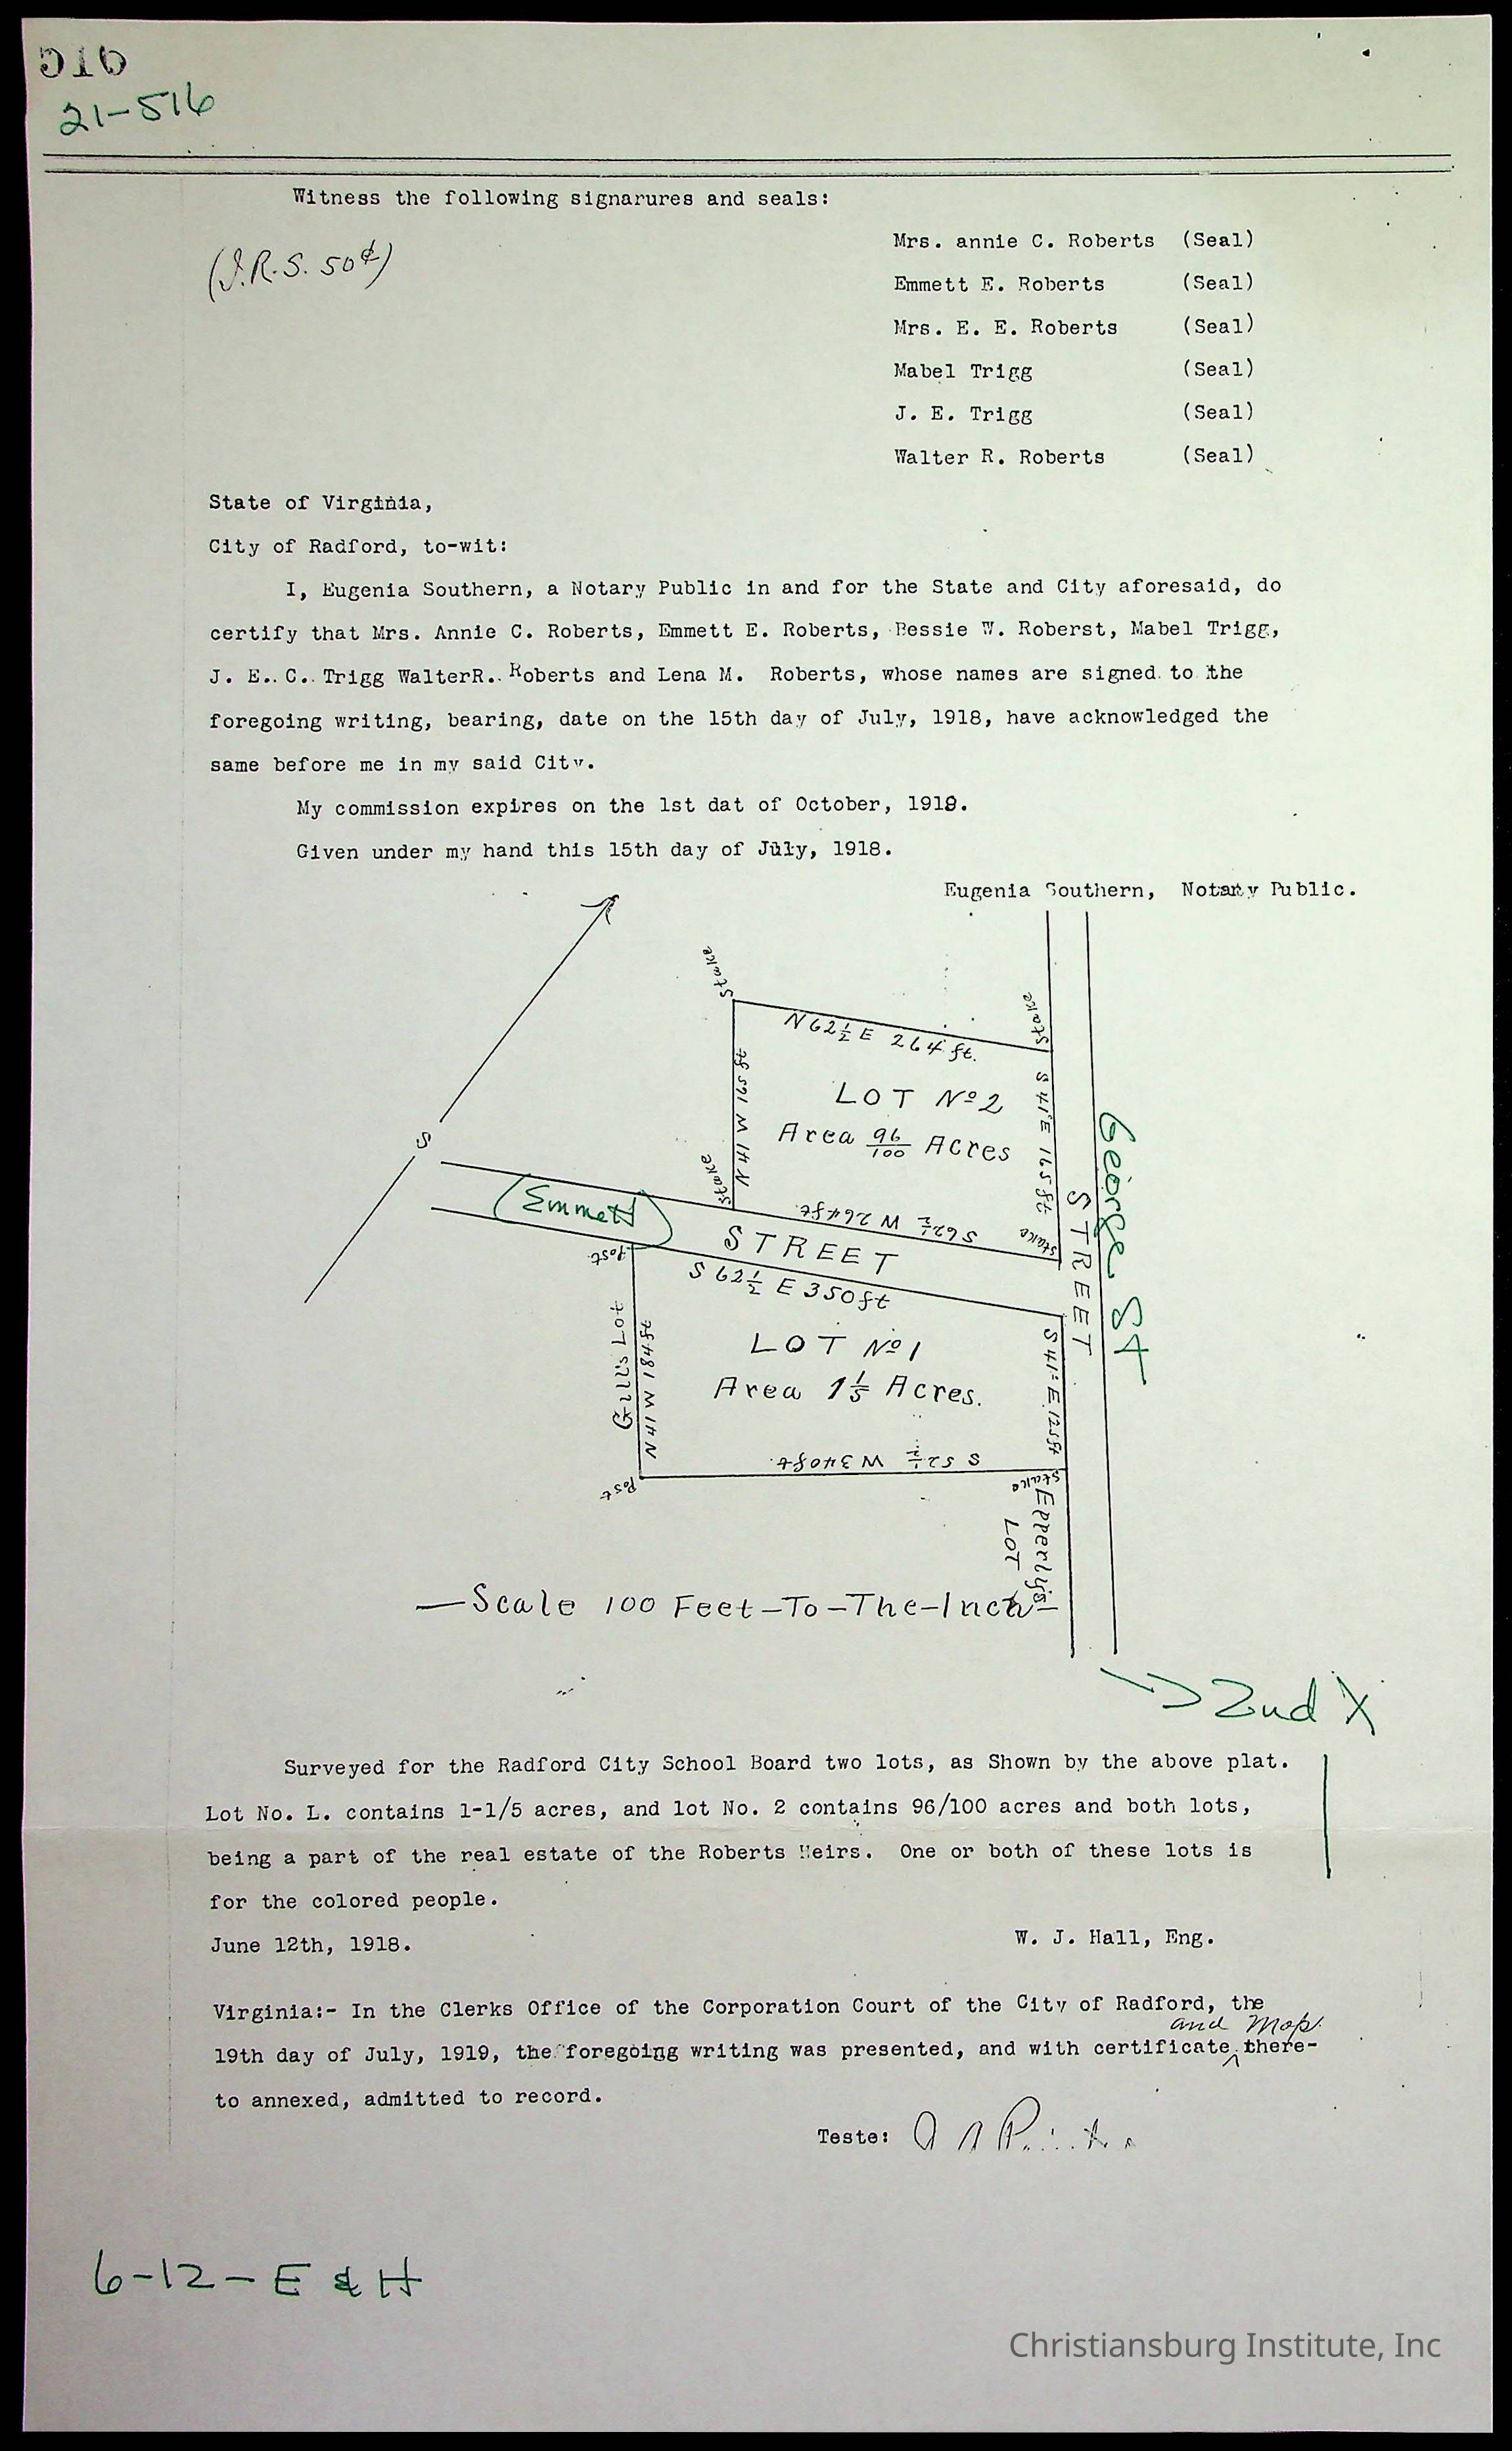 516
21-516
Witness the following signarures and seals:
(I.R.S. 50¢)
Mrs. annie C. Roberts (Seal)
Emmett E. Roberts (Seal)
Mrs. E. E. Roberts (Seal)
Mabel Trigg (Seal)
J. E. Trigg (Seal)
Walter R. Roberts (Seal)
State of Virginia,
City of Radford, to-wit:
I, Eugenia Southern, a Notary Public in and for the State and City aforesaid, do
certify that Mrs. Annie C. Roberts, Emmett E. Roberts, Bessie W. Roberst, Mabel Trigg,
J. E. C. Trigg WalterR. Roberts and Lena M. Roberts, whose names are signed to the
foregoing writing, bearing, date on the 15th day of July, 1918, have acknowledged the
same before me in my said City.
My commission expires on the 1st dat of October, 1919.
Given under my hand this 15th day of July, 1918.
Eugenia Southern, Notary Public.
Stake
Stake
N 62½ E 264 ft.
N 41 W 165 ft
LOT Nº 2
Area 96/100 Acres
S 41 E 165 ft
Stake
S 62½ W 264 ft.
Stake
S
(Emmett)
STREET
STREET
George St
Post
S 62½ E 350 ft
Gills Lot
N 41 W 184 ft
LOT Nº 1
Area 1 1/5 Acres.
S 41 E 125 ft
S 52½ W 340 ft.
Post
Stake
Epperly's
LOT
—Scale 100 Feet-To-The-Inch-
2nd X
Surveyed for the Radford City School Board two lots, as Shown by the above plat.
Lot No. L. contains 1-1/5 acres, and lot No. 2 contains 96/100 acres and both lots,
being a part of the real estate of the Roberts Heirs. One or both of these lots is
for the colored people.
June 12th, 1918.
W. J. Hall, Eng.
Virginia:- In the Clerks Office of the Corporation Court of the City of Radford, the
and Map
19th day of July, 1919, the foregoing writing was presented, and with certificate there-
to annexed, admitted to record.
Teste:
6-12-E & H
Christiansburg Institute, Inc